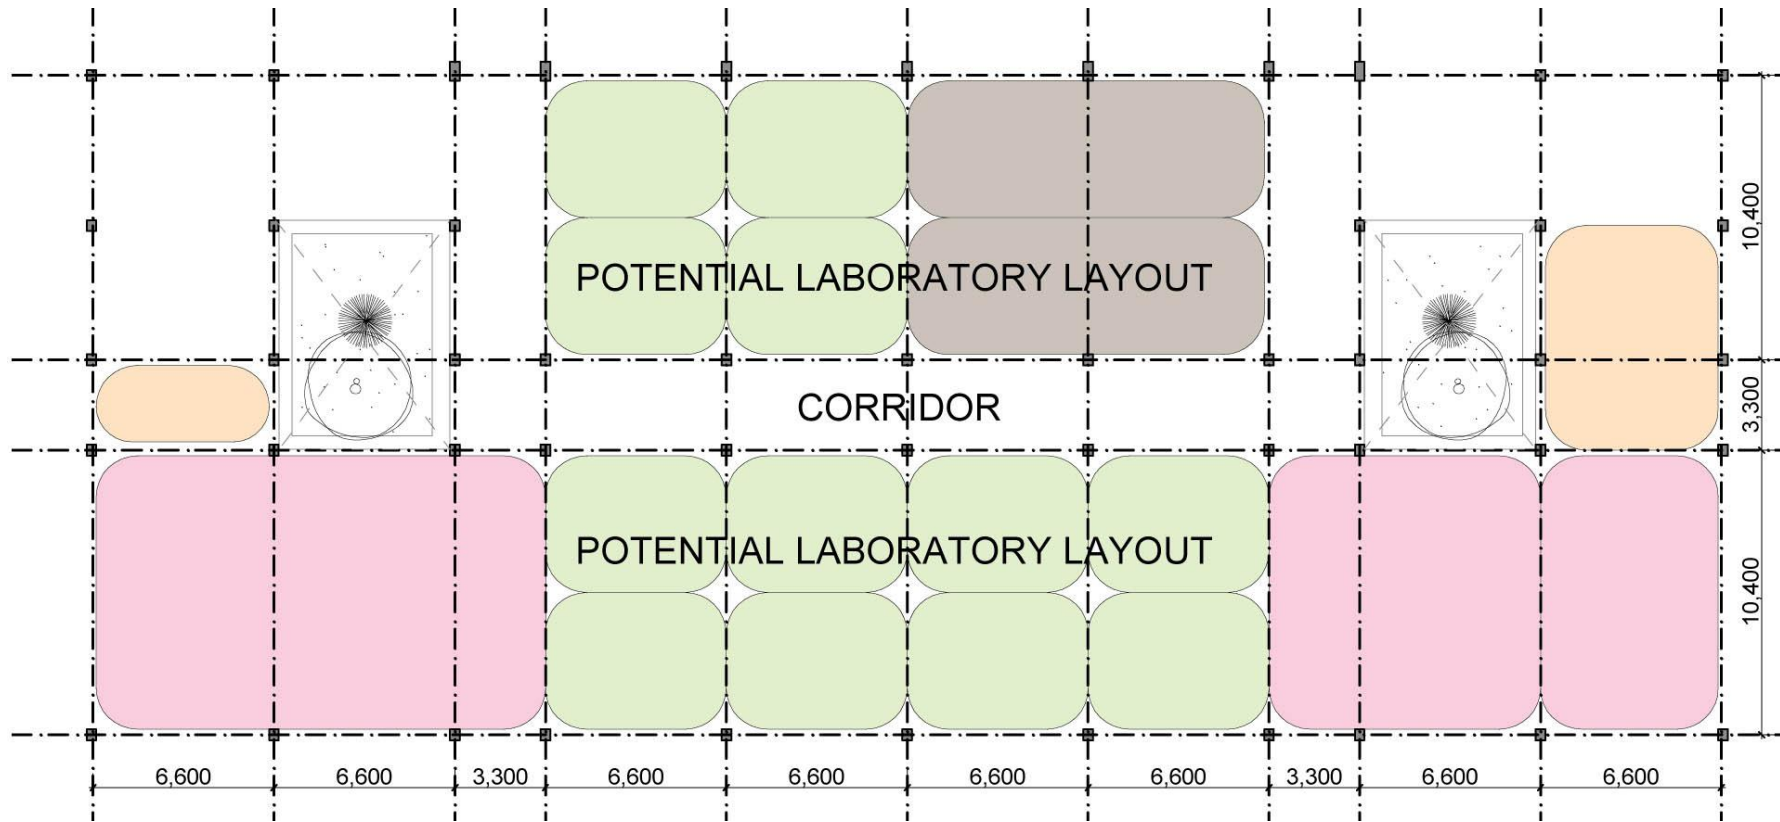 10,400
POTENTIAL LABORATORY LAYOUT
3,300
CORRIDOR
POTENTIAL LABORATORY LAYOUT
10,400
6,600 6,600 3,300 6,600 6,600 6,600 6,600 3,300 6,600 6,600